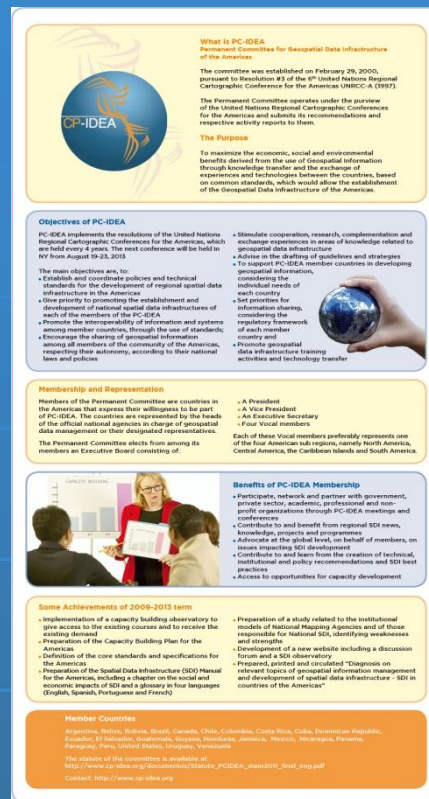 CP-IDEA
What is PC-IDEA
Permanent Committee for Geospatial Data Infrastructure
of the Americas
The committee was established on February 29, 2000,
pursuant to Resolution #3 of the 6th United Nations Regional
Cartographic Conference for the Americas UNRCC-A (1997).
The Permanent Committee operates under the purview
of the United Nations Regional Cartographic Conferences
for the Americas and submits its recommendations and
respective activity reports to them.
The Purpose
To maximize the economic, social and environmental
benefits derived from the use of Geospatial Information
through knowledge transfer and the exchange of
experiences and technologies between the countries, based
on common standards, which would allow the establishment
of the Geospatial Data Infrastructure of the Americas.
Objectives of PC-IDEA
PC-IDEA implements the resolutions of the United Nations
Regional Cartographic Conferences for the Americas, which
are held every 4 years. The next conference will be held in
NY from August 19-23, 2013
The main objectives are, to:
• Establish and coordinate policies and technical
standards for the development of regional spatial data
infrastructure in the Americas
• Give priority to promoting the establishment and
development of national spatial data infrastructures of
each of the members of the PC-IDEA
• Promote the interoperability of information and systems
among member countries, through the use of standards;
• Encourage the sharing of geospatial information
among all members of the community of the Americas,
respecting their autonomy, according to their national
laws and policies
• Stimulate cooperation, research, complementation and
exchange experiences in areas of knowledge related to
geospatial data infrastructure
• Advise in the drafting of guidelines and strategies
• To support PC-IDEA member countries in developing
geospatial information,
considering the
individual needs of
each country
• Set priorities for
information sharing,
considering the
regulatory framework
of each member
country and
• Promote geospatial
data infrastructure training
activities and technology transfer
Membership and Representation
Members of the Permanent Committee are countries in
the Americas that express their willingness to be part
of PC-IDEA. The countries are represented by the heads
of the official national agencies in charge of geospatial
data management or their designated representatives.
The Permanent Committee elects from among its
members an Executive Board consisting of:
• A President
• A Vice President
• An Executive Secretary
• Four Vocal members
Each of these Vocal members preferably represents one
of the four American sub regions, namely North America,
Central America, the Caribbean Islands and South America.
CAPACITY BUILDING
Benefits of PC-IDEA Membership
• Participate, network and partner with government,
private sector, academic, professional and non-
profit organizations through PC-IDEA meetings and
conferences
• Contribute to and benefit from regional SDI news,
knowledge, projects and programmes
• Advocate at the global level, on behalf of members, on
issues impacting SDI development
• Contribute to and learn from the creation of technical,
institutional and policy recommendations and SDI best
practices
• Access to opportunities for capacity development
Some Achievements of 2009-2013 term
• Implementation of a capacity building observatory to
give access to the existing courses and to receive the
existing demand
• Preparation of the Capacity Building Plan for the
Americas
• Definition of the core standards and specifications for
the Americas
• Preparation of the Spatial Data Infrastructure (SDI) Manual
for the Americas, including a chapter on the social and
economic impacts of SDI and a glossary in four languages
(English, Spanish, Portuguese and French)
• Preparation of a study related to the institutional
models of National Mapping Agencies and of those
responsible for National SDI, identifying weaknesses
and strengths
• Development of a new website including a discussion
forum and a SDI observatory
• Prepared, printed and circulated "Diagnosis on
relevant topics of geospatial information management
and development of spatial data infrastructure - SDI in
countries of the Americas"
Member Countries
Argentina, Belize, Bolivia, Brazil, Canada, Chile, Colombia, Costa Rica, Cuba, Dominican Republic,
Ecuador, El Salvador, Guatemala, Guyana, Honduras, Jamaica, Mexico, Nicaragua, Panama,
Paraguay, Peru, United States, Uruguay, Venezuela
The statute of the committee is available at:
http://www.cp-idea.org/documentos/Statute_PCIDEA_maio2011_final_eng.pdf
Contact: http://www.cp-idea.org